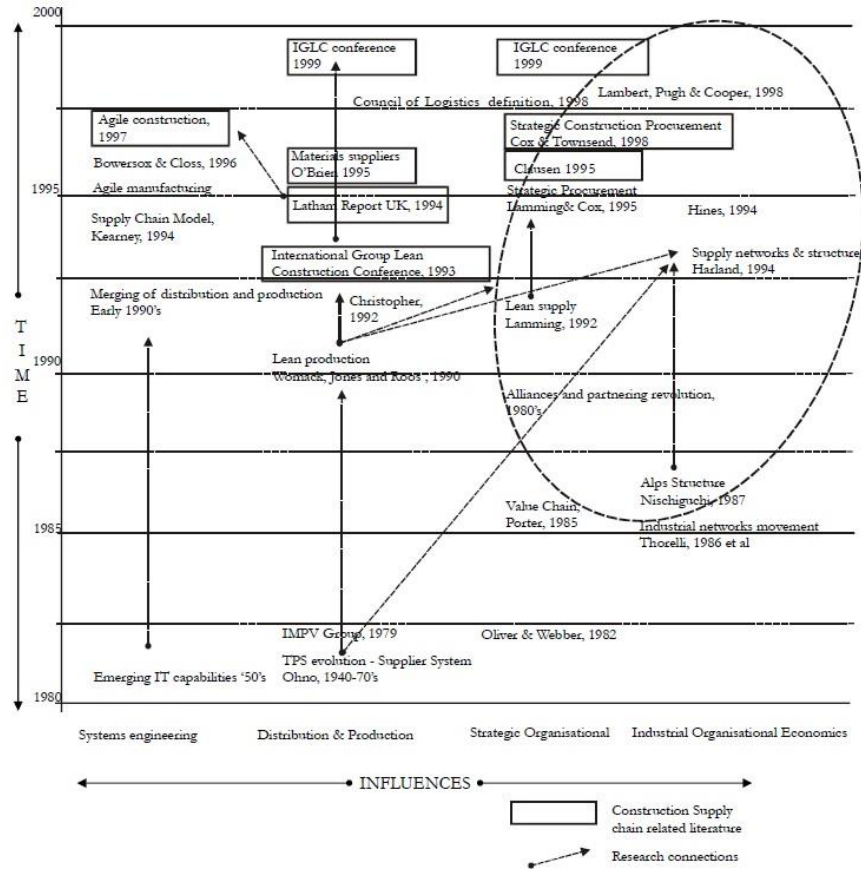 2000
IGLC conference
1999
IGLC conference
1999
Lambert, Pugh & Cooper, 1998
Council of Logistics definition, 1998
Agile construction,
1997
Strategic Construction Procurement
Cox & Townsend, 1998
Bowersox & Closs, 1996
Materials suppliers
O'Brien 1995
Clausen 1995
Agile manufacturing
1995
Strategic Procurement
Lamming& Cox, 1995
Latham Report UK, 1994
Hines, 1994
Supply Chain Model,
Kearney, 1994
International Group Lean
Construction Conference, 1993
Supply networks & structure
Harland, 1994
Merging of distribution and production
Early 1990's
Christopher,
1992
Lean supply
Lamming, 1992
TIME
1990
Lean production
Womack, Jones and Roos , 1990
Alliances and partnering revolution,
1980's
Alps Structure
Nischiguchi, 1987
Value Chain,
Porter, 1985
Industrial networks movement
Thorelli, 1986 et al
1985
IMPV Group, 1979
Oliver & Webber, 1982
TPS evolution - Supplier System
Ohno, 1940-70's
Emerging IT capabilities '50's
1980
Systems engineering
Distribution & Production
Strategic Organisational
Industrial Organisational Economics
INFLUENCES
Construction Supply
chain related literature
Research connections